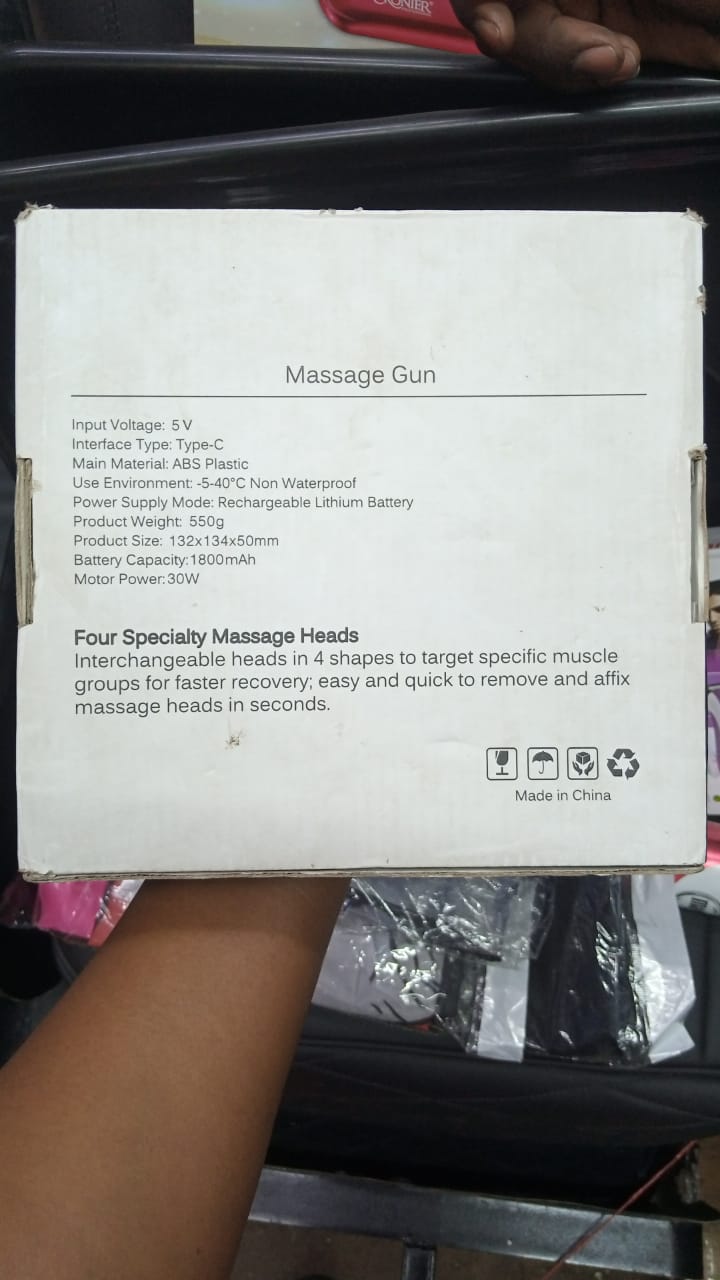 Massage Gun
Input Voltage: 5V
Interface Type: Type-C
Main Material: ABS Plastic
Use Environment: -5-40°C Non Waterproof
Power Supply Mode: Rechargeable Lithium Battery
Product Weight: 550g
Product Size: 132x134x50mm
Battery Capacity:1800mAh
Motor Power:30W
Four Specialty Massage Heads
Interchangeable heads in 4 shapes to target specific muscle
groups for faster recovery; easy and quick to remove and affix
massage heads in seconds.
Made in China